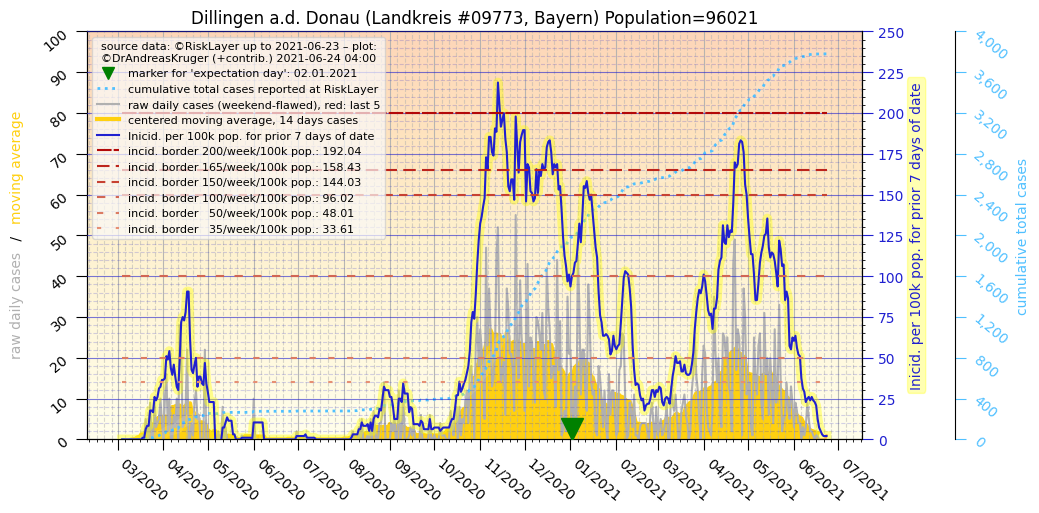 Dillingen a.d. Donau (Landkreis #09773, Bayern) Population=96021
source data: ©RiskLayer up to 2021-06-23 – plot:
©DrAndreasKruger (+contrib.) 2021-06-24 04:00
marker for 'expectation day': 02.01.2021
cumulative total cases reported at RiskLayer
raw daily cases (weekend-flawed), red: last 5
centered moving average, 14 days cases
Inicid. per 100k pop. for prior 7 days of date
incid. border 200/week/100k pop.: 192.04
incid. border 165/week/100k pop.: 158.43
incid. border 150/week/100k pop.: 144.03
incid. border 100/week/100k pop.: 96.02
incid. border   50/week/100k pop.: 48.01
incid. border   35/week/100k pop.: 33.61
raw daily cases / moving average
100
90
80
70
60
50
40
30
20
10
0
03/2020
04/2020
05/2020
06/2020
07/2020
08/2020
09/2020
10/2020
11/2020
12/2020
01/2021
02/2021
03/2021
04/2021
05/2021
06/2021
07/2021
250
225
200
175
150
125
100
75
50
25
0
Inicid. per 100k pop. for prior 7 days of date
4,000
3,600
3,200
2,800
2,400
2,000
1,600
1,200
800
400
0
cumulative total cases